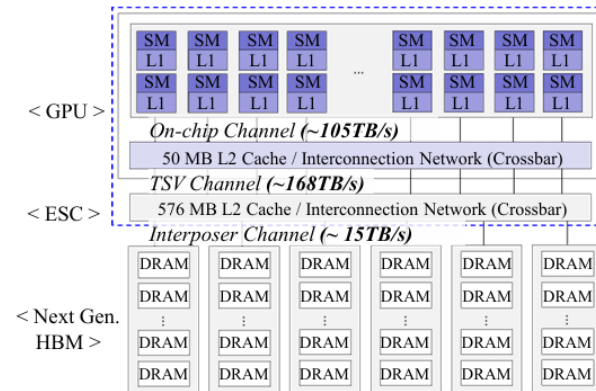 SM SM SM SM SM SM SM SM
L1 L1 L1 L1 L1 L1 L1 L1
...
SM SM SM SM SM SM SM SM
L1 L1 L1 L1 L1 L1 L1 L1
< GPU >
On-chip Channel (~105TB/s)
50 MB L2 Cache / Interconnection Network (Crossbar)
TSV Channel (~168TB/s)
< ESC >
576 MB L2 Cache / Interconnection Network (Crossbar)
Interposer Channel (~ 15TB/s)
DRAM DRAM DRAM DRAM DRAM DRAM
DRAM DRAM DRAM DRAM DRAM DRAM
< Next Gen.
HBM >
⋮ ⋮ ⋮ ⋮ ⋮ ⋮
DRAM DRAM DRAM DRAM DRAM DRAM
DRAM DRAM DRAM DRAM DRAM DRAM